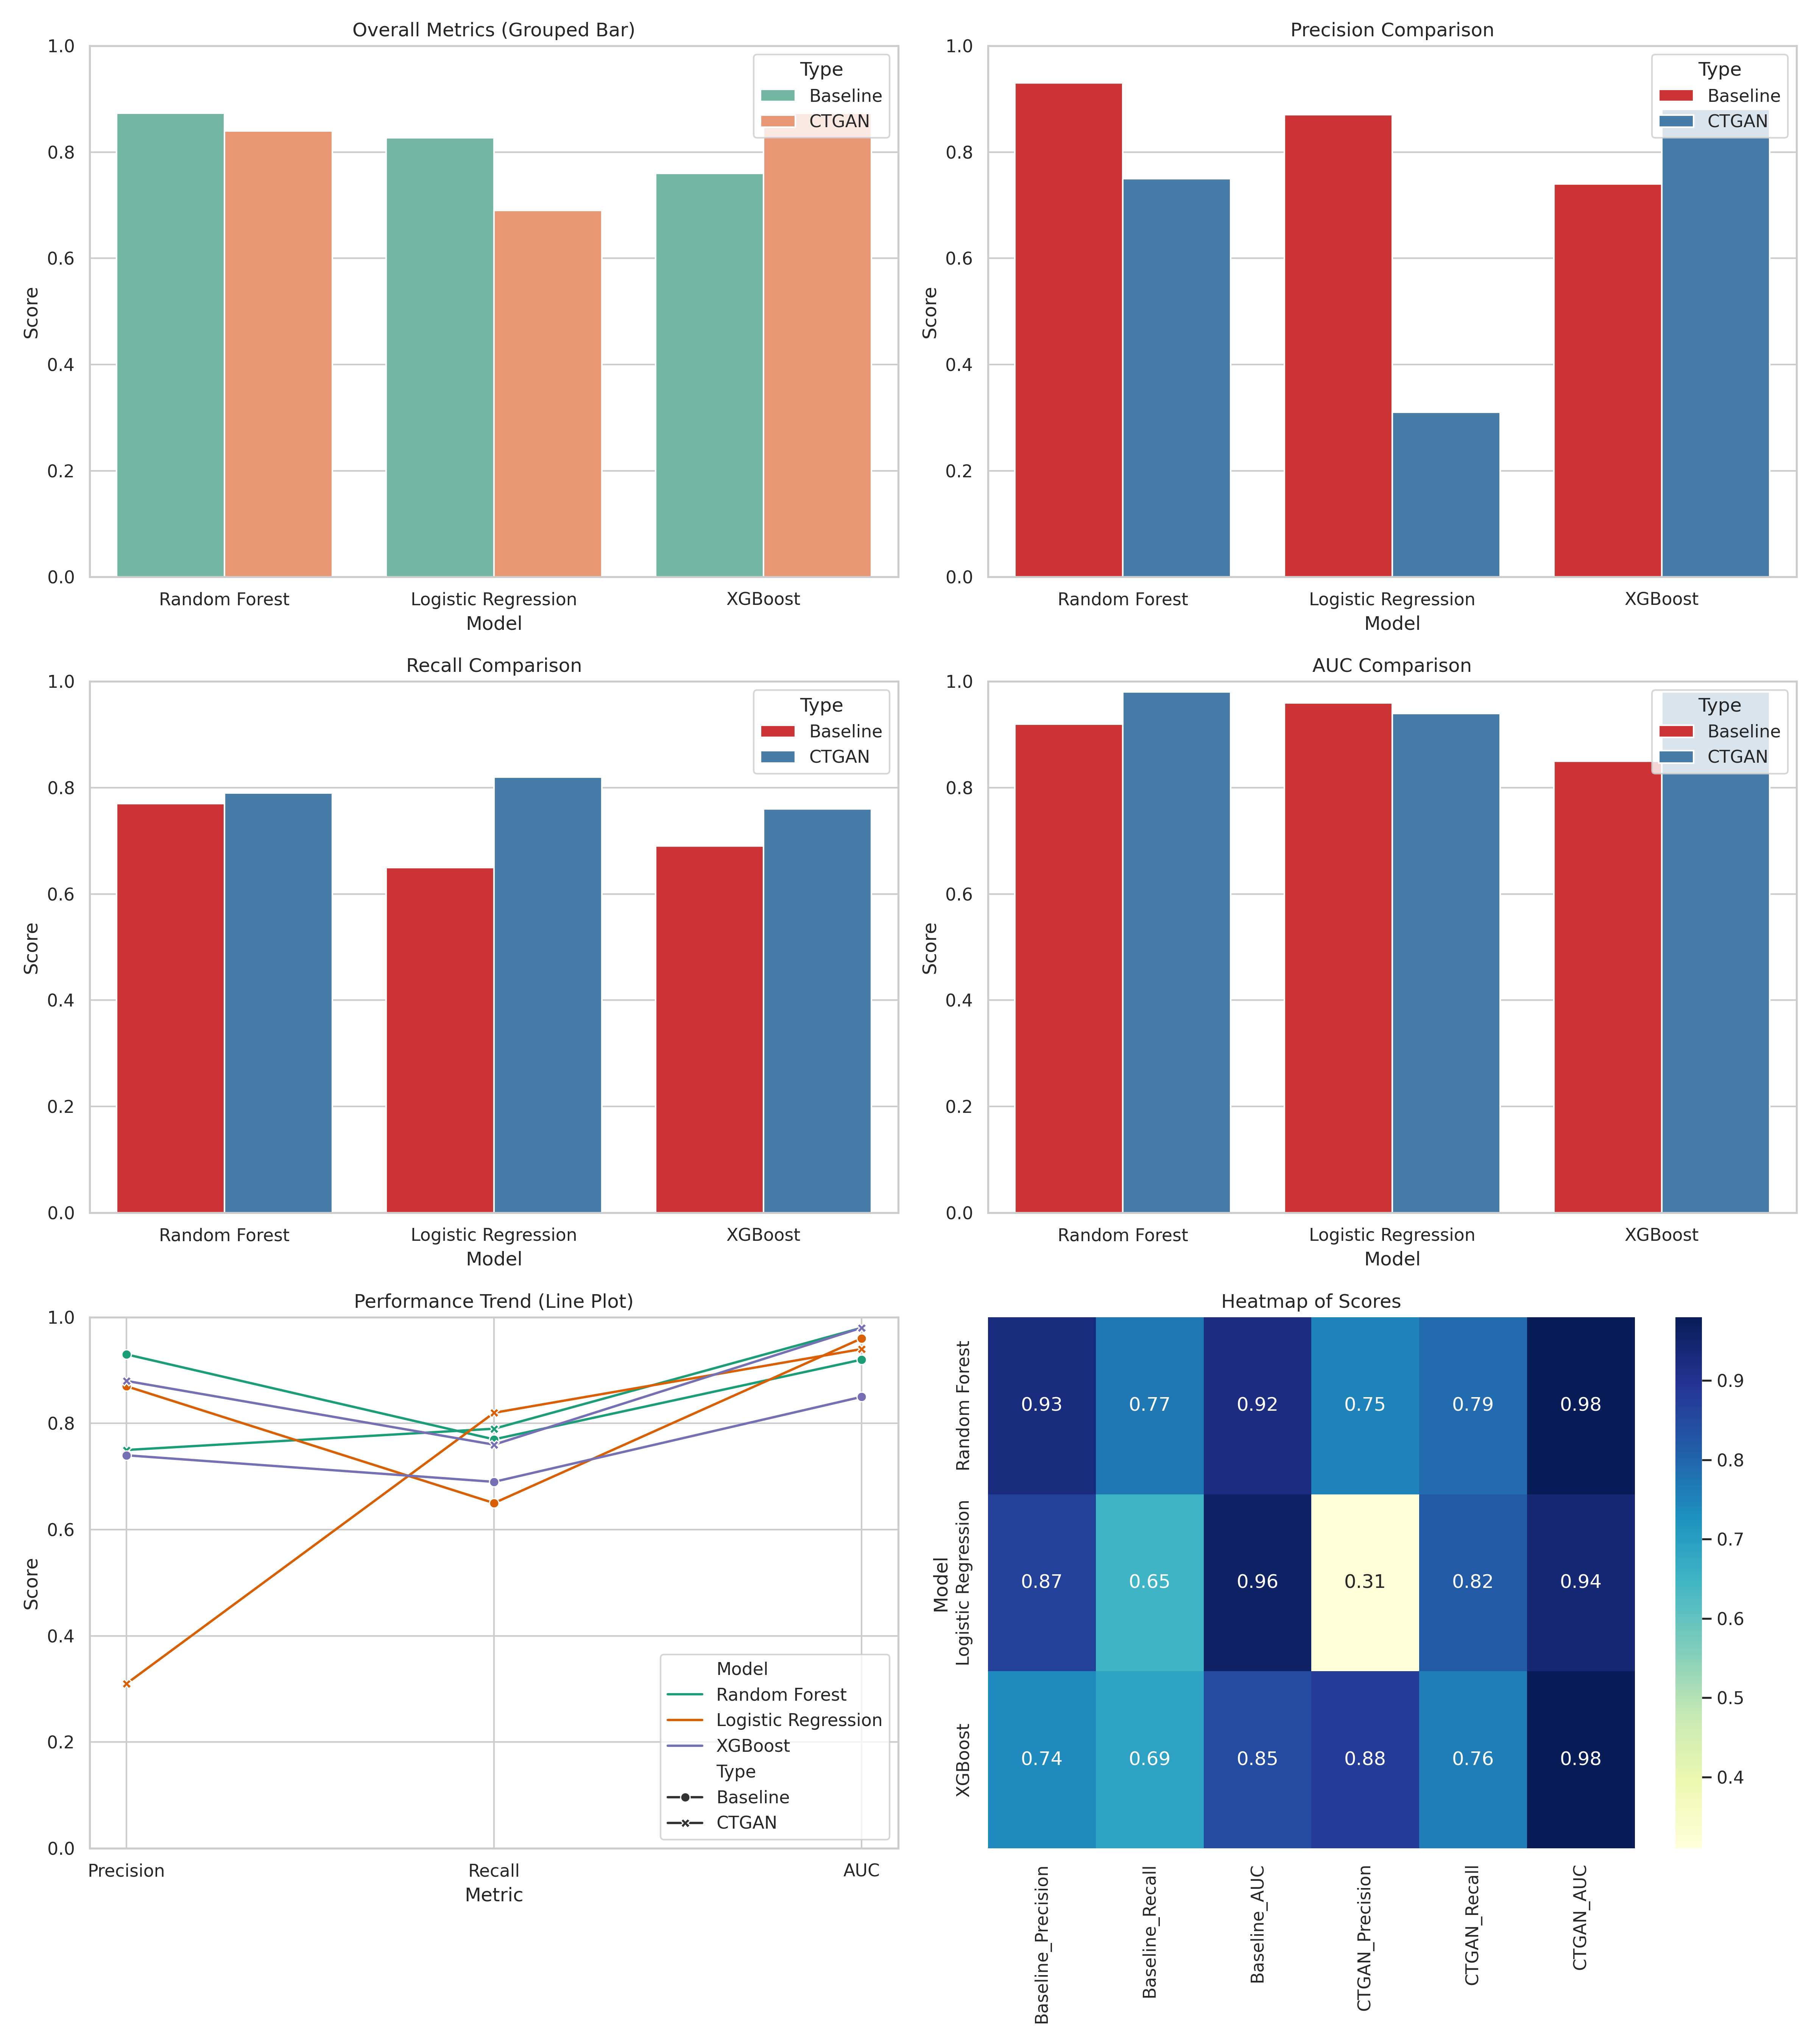 Overall Metrics (Grouped Bar)
1.0
0.8
0.6
0.4
0.2
0.0
Score
Type
Baseline
CTGAN
Random Forest
Logistic Regression
XGBoost
Model
Precision Comparison
1.0
0.8
0.6
0.4
0.2
0.0
Score
Type
Baseline
CTGAN
Random Forest
Logistic Regression
XGBoost
Model
Recall Comparison
1.0
0.8
0.6
0.4
0.2
0.0
Score
Type
Baseline
CTGAN
Random Forest
Logistic Regression
XGBoost
Model
AUC Comparison
1.0
0.8
0.6
0.4
0.2
0.0
Score
Type
Baseline
CTGAN
Random Forest
Logistic Regression
XGBoost
Model
Performance Trend (Line Plot)
1.0
0.8
0.6
0.4
0.2
0.0
Score
Model
Random Forest
Logistic Regression
XGBoost
Type
Baseline
CTGAN
Precision
Recall
AUC
Metric
Heatmap of Scores
Model
Random Forest
0.93 0.77 0.92 0.75 0.79 0.98
Logistic Regression
0.87 0.65 0.96 0.31 0.82 0.94
XGBoost
0.74 0.69 0.85 0.88 0.76 0.98
Baseline_Precision
Baseline_Recall
Baseline_AUC
CTGAN_Precision
CTGAN_Recall
CTGAN_AUC
0.9
0.8
0.7
0.6
0.5
0.4